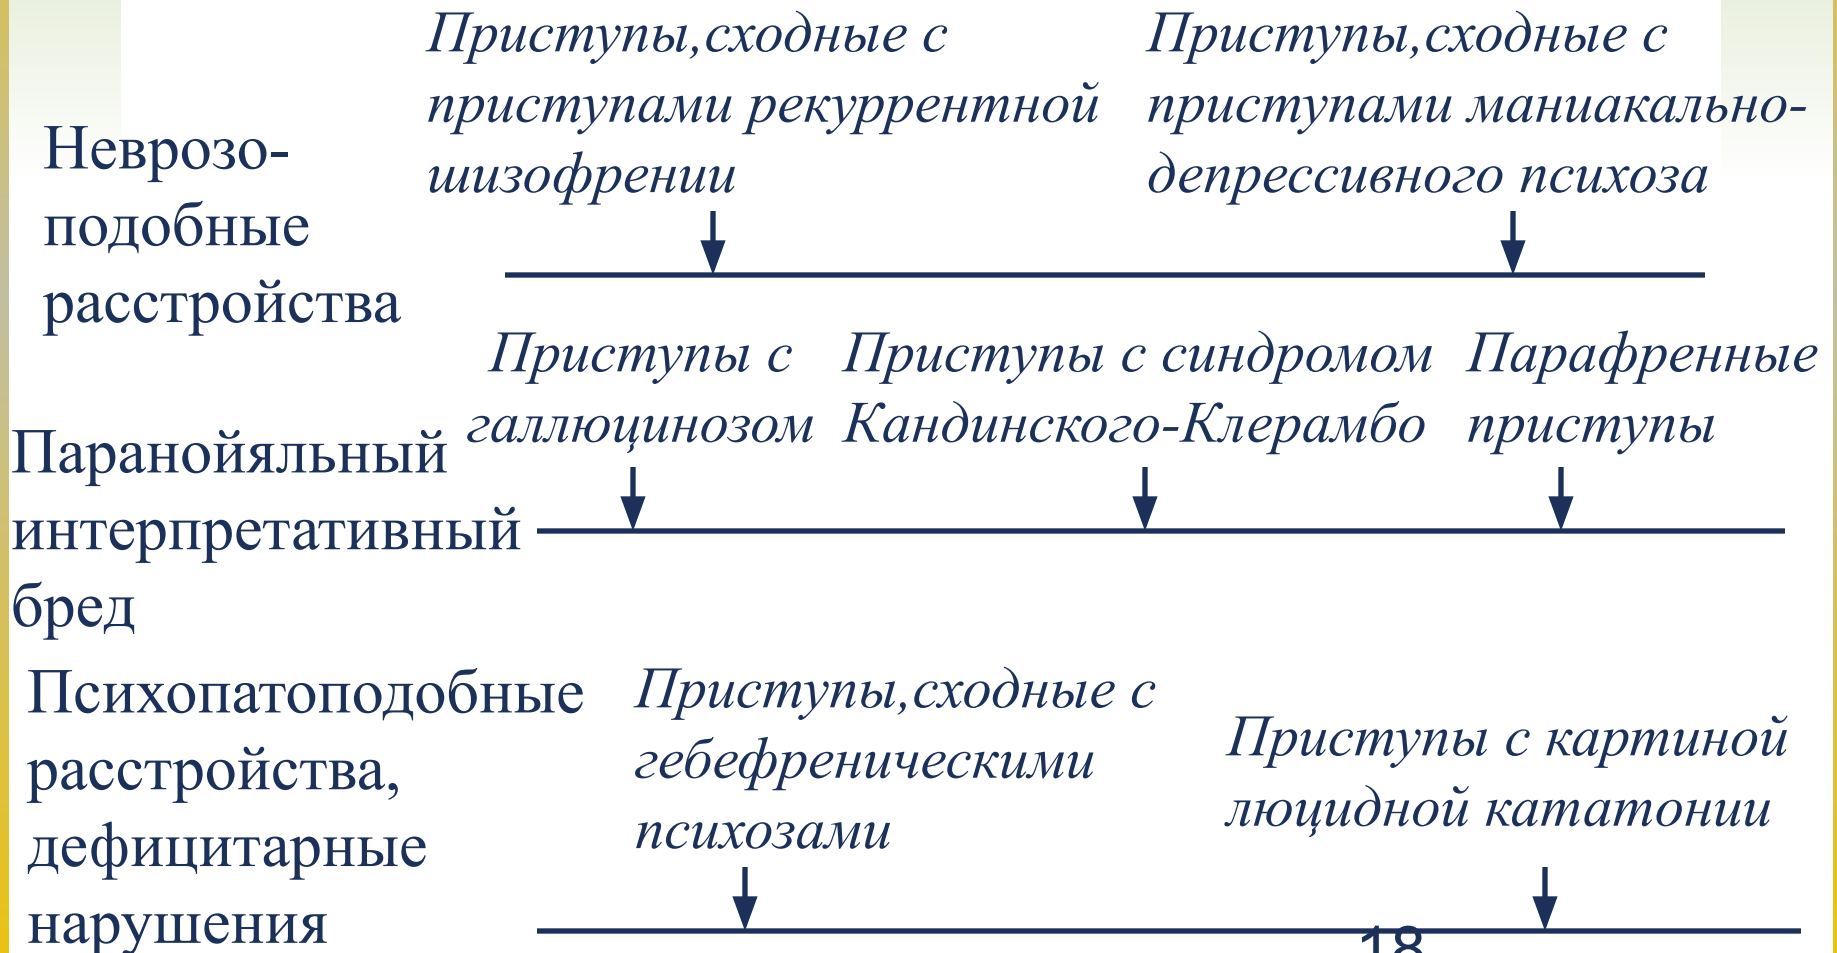 Неврозо-
подобные
расстройства
Приступы,сходные с
приступами рекуррентной
шизофрении
Приступы,сходные с
приступами маниакально-
депрессивного психоза
Паранойяльный
интерпретативный
бред
Приступы с
галлюцинозом
Приступы с синдромом
Кандинского-Клерамбо
Парафренные
приступы
Психопатоподобные
расстройства,
дефицитарные
нарушения
Приступы,сходные с
гебефреническими
психозами
Приступы с картиной
люцидной кататонии
18